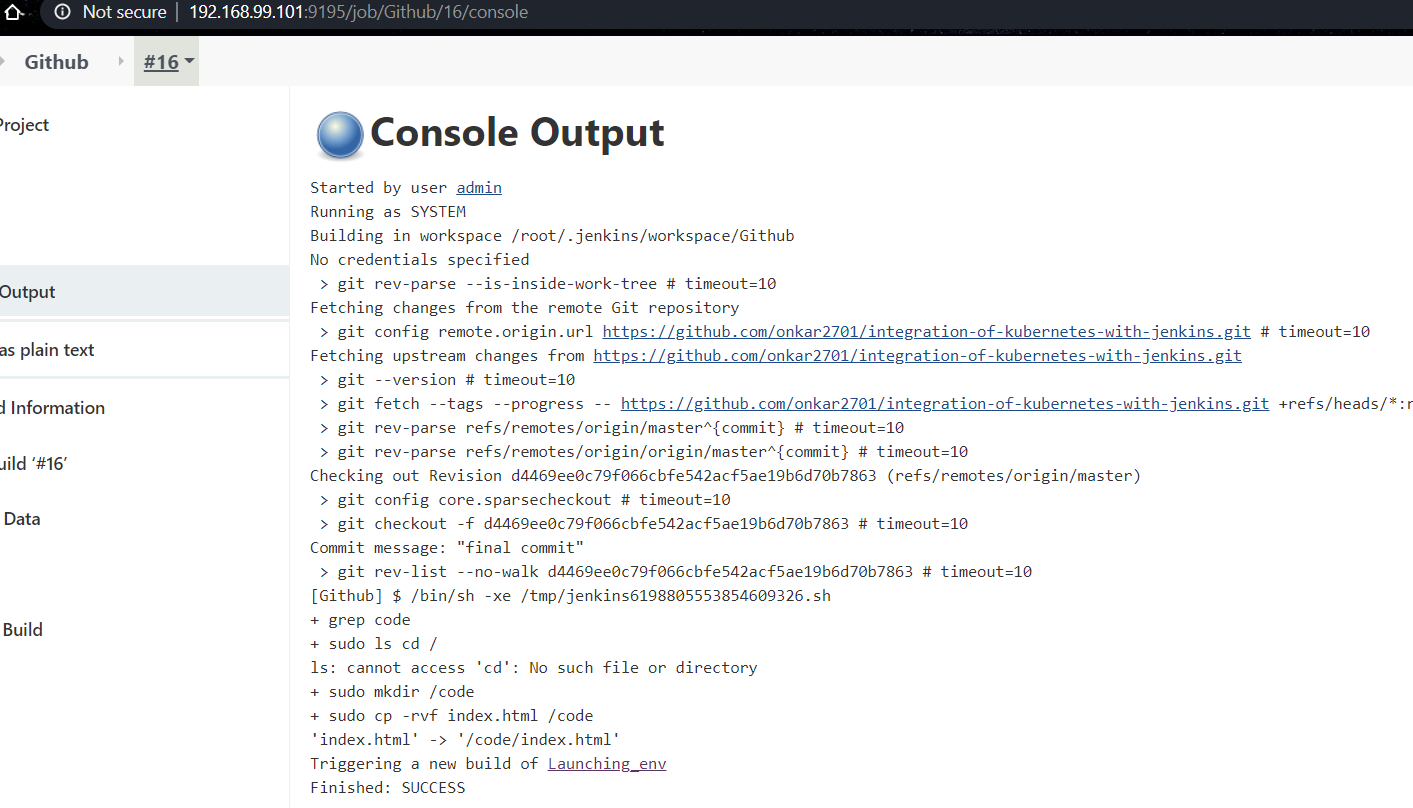 Not secure | 192.168.99.101:9195/job/Github/16/console
Github #16
Project
Output
as plain text
d Information
uild ‘#16’
Data
Build
Console Output
Started by user admin
Running as SYSTEM
Building in workspace /root/.jenkins/workspace/Github
No credentials specified
> git rev-parse --is-inside-work-tree # timeout=10
Fetching changes from the remote Git repository
> git config remote.origin.url https://github.com/onkar2701/integration-of-kubernetes-with-jenkins.git # timeout=10
Fetching upstream changes from https://github.com/onkar2701/integration-of-kubernetes-with-jenkins.git
> git --version # timeout=10
> git fetch --tags --progress -- https://github.com/onkar2701/integration-of-kubernetes-with-jenkins.git +refs/heads/*:r
> git rev-parse refs/remotes/origin/master^{commit} # timeout=10
> git rev-parse refs/remotes/origin/origin/master^{commit} # timeout=10
Checking out Revision d4469ee0c79f066cbfe542acf5ae19b6d70b7863 (refs/remotes/origin/master)
> git config core.sparsecheckout # timeout=10
> git checkout -f d4469ee0c79f066cbfe542acf5ae19b6d70b7863 # timeout=10
Commit message: "final commit"
> git rev-list --no-walk d4469ee0c79f066cbfe542acf5ae19b6d70b7863 # timeout=10
[Github] $ /bin/sh -xe /tmp/jenkins6198805553854609326.sh
+ grep code
+ sudo ls cd /
ls: cannot access 'cd': No such file or directory
+ sudo mkdir /code
+ sudo cp -rvf index.html /code
'index.html' -> '/code/index.html'
Triggering a new build of Launching_env
Finished: SUCCESS